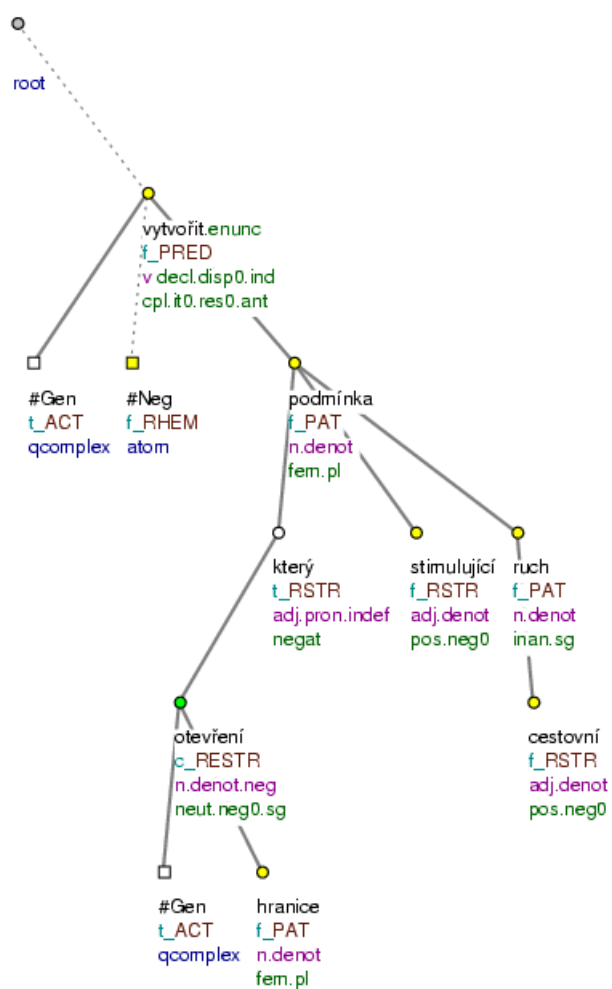 root
vytvořit.enunc
f_PRED
v decl.disp0.ind
cpl.it0.res0.ant
#Gen
t_ACT
qcomplex
#Neg
f_RHEM
atom
podmínka
f_PAT
n.denot
fem.pl
který
t_RSTR
adj.pron.indef
negat
stimulující
f_RSTR
adj.denot
pos.neg0
ruch
f_PAT
n.denot
inan.sg
otevření
c_RESTR
n.denot.neg
neut.neg0.sg
cestovní
f_RSTR
adj.denot
pos.neg0
#Gen
t_ACT
qcomplex
hranice
f_PAT
n.denot
fem.pl